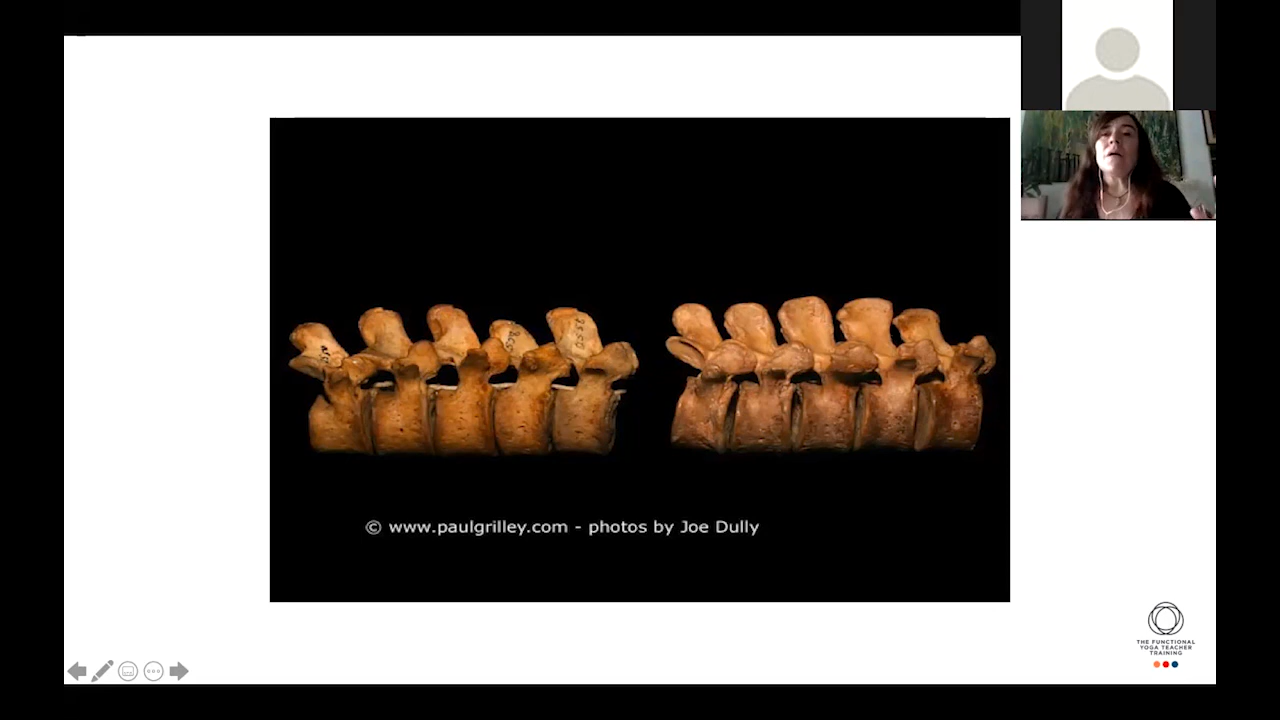 © www.paulgrilley.com - photos by Joe Dully
THE FUNCTIONAL
YOGA TEACHER
TRAINING